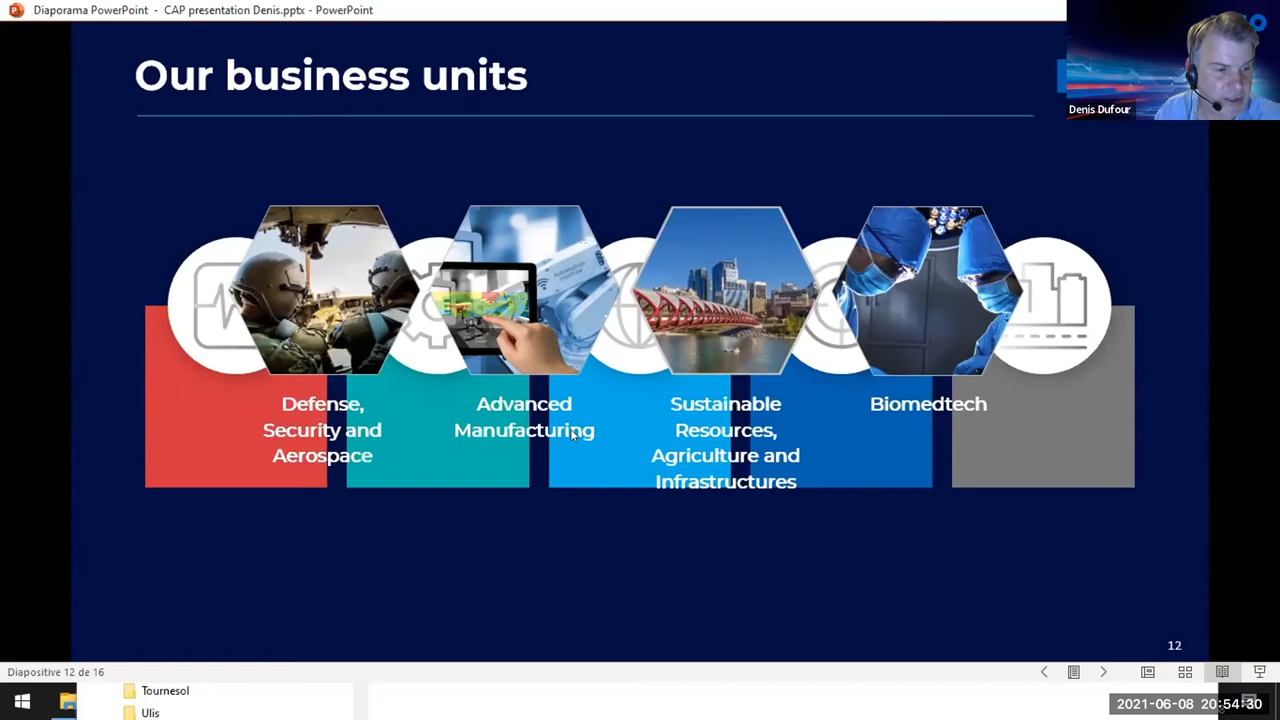 Diaporama PowerPoint - CAP presentation Denis.pptx - PowerPoint
Our business units
Denis Dufour
Defense,
Security and
Aerospace
Advanced
Manufacturing
Sustainable
Resources,
Agriculture and
Infrastructures
Biomedtech
12
Diapositive 12 de 16
Tournesol
Ulis
2021-06-08 20:54:30